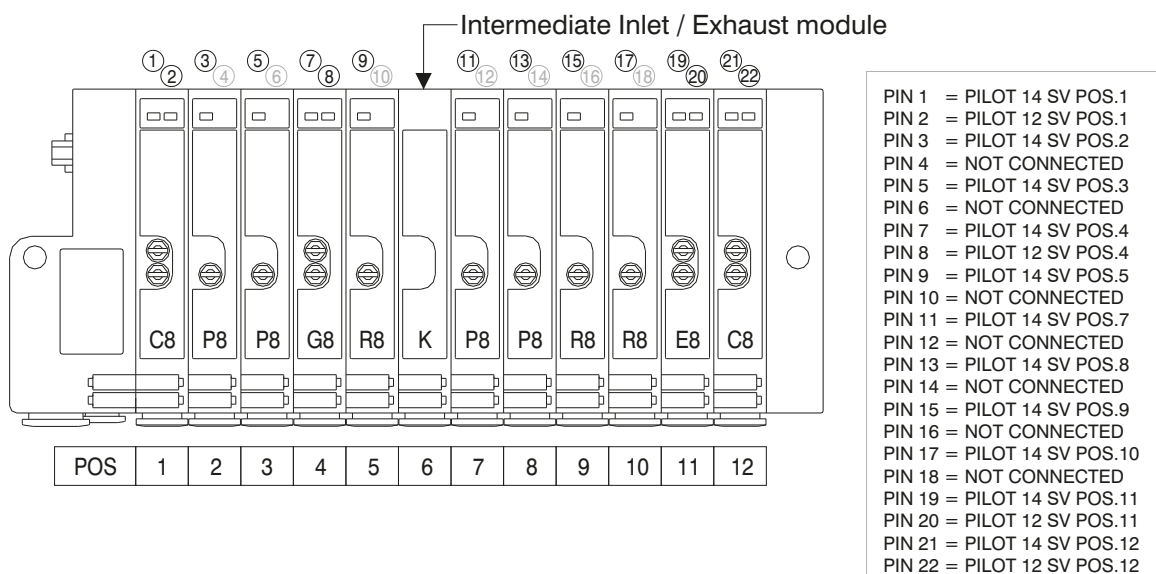 Intermediate Inlet / Exhaust module
1 2 3 4 5 6 7 8 9 10 11 12 13 14 15 16 17 18 19 20 21 22
C8 P8 P8 G8 R8 K P8 P8 R8 R8 E8 C8
POS 1 2 3 4 5 6 7 8 9 10 11 12
PIN 1 = PILOT 14 SV POS.1
PIN 2 = PILOT 12 SV POS.1
PIN 3 = PILOT 14 SV POS.2
PIN 4 = NOT CONNECTED
PIN 5 = PILOT 14 SV POS.3
PIN 6 = NOT CONNECTED
PIN 7 = PILOT 14 SV POS.4
PIN 8 = PILOT 12 SV POS.4
PIN 9 = PILOT 14 SV POS.5
PIN 10 = NOT CONNECTED
PIN 11 = PILOT 14 SV POS.7
PIN 12 = NOT CONNECTED
PIN 13 = PILOT 14 SV POS.8
PIN 14 = NOT CONNECTED
PIN 15 = PILOT 14 SV POS.9
PIN 16 = NOT CONNECTED
PIN 17 = PILOT 14 SV POS.10
PIN 18 = NOT CONNECTED
PIN 19 = PILOT 14 SV POS.11
PIN 20 = PILOT 12 SV POS.11
PIN 21 = PILOT 14 SV POS.12
PIN 22 = PILOT 12 SV POS.12